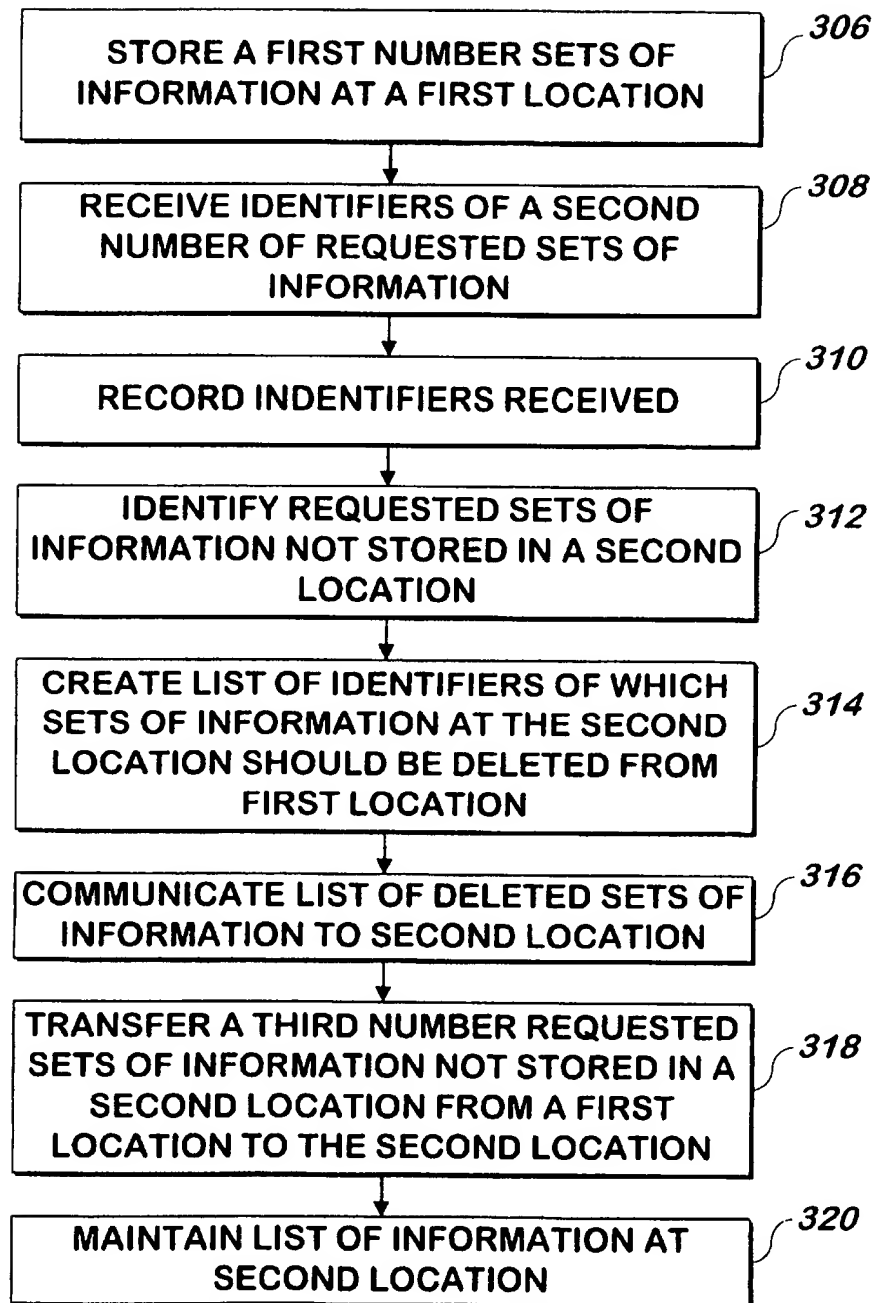 STORE A FIRST NUMBER SETS OF
INFORMATION AT A FIRST LOCATION
306
RECEIVE IDENTIFIERS OF A SECOND
NUMBER OF REQUESTED SETS OF
INFORMATION
308
RECORD INDENTIFIERS RECEIVED
310
IDENTIFY REQUESTED SETS OF
INFORMATION NOT STORED IN A SECOND
LOCATION
312
CREATE LIST OF IDENTIFIERS OF WHICH
SETS OF INFORMATION AT THE SECOND
LOCATION SHOULD BE DELETED FROM
FIRST LOCATION
314
COMMUNICATE LIST OF DELETED SETS OF
INFORMATION TO SECOND LOCATION
316
TRANSFER A THIRD NUMBER REQUESTED
SETS OF INFORMATION NOT STORED IN A
SECOND LOCATION FROM A FIRST
LOCATION TO THE SECOND LOCATION
318
MAINTAIN LIST OF INFORMATION AT
SECOND LOCATION
320